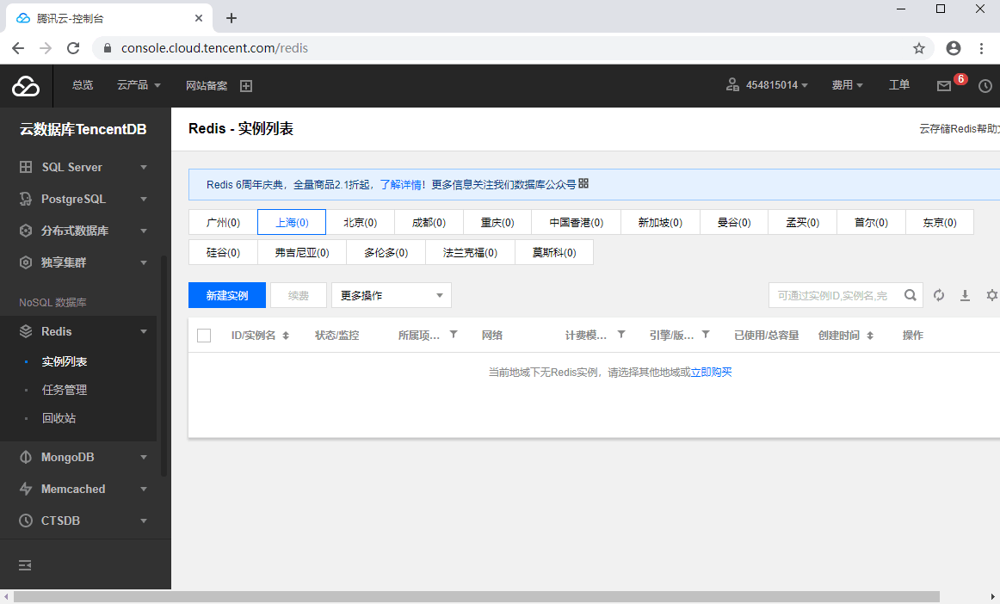 腾讯云-控制台
console.cloud.tencent.com/redis
总览 云产品 网站备案 454815014 费用 工单 6
云数据库TencentDB
SQL Server
PostgreSQL
分布式数据库
独享集群
NoSQL 数据库
Redis
实例列表
任务管理
回收站
MongoDB
Memcached
CTSDB
Redis - 实例列表 云存储Redis帮助
Redis 6周年庆典，全量商品2.1折起，了解详情！更多信息关注我们数据库公众号
广州(0) 上海(0) 北京(0) 成都(0) 重庆(0) 中国香港(0) 新加坡(0) 曼谷(0) 孟买(0) 首尔(0) 东京(0)
硅谷(0) 弗吉尼亚(0) 多伦多(0) 法兰克福(0) 莫斯科(0)
新建实例 续费 更多操作 可通过实例ID,实例名,完
ID/实例名 状态/监控 所属项... 网络 计费模... 引擎/版... 已使用/总容量 创建时间 操作
当前地域下无Redis实例，请选择其他地域或立即购买